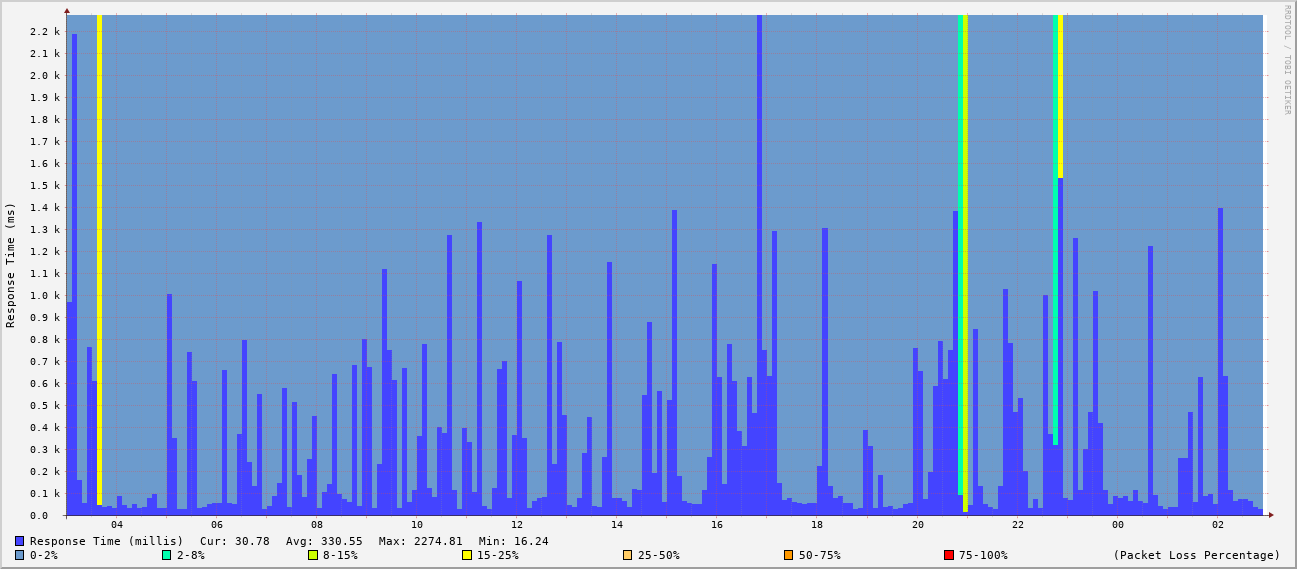 RRDTOOL / TOBI OETIKER
Response Time (ms)
2.2 k
2.1 k
2.0 k
1.9 k
1.8 k
1.7 k
1.6 k
1.5 k
1.4 k
1.3 k
1.2 k
1.1 k
1.0 k
0.9 k
0.8 k
0.7 k
0.6 k
0.5 k
0.4 k
0.3 k
0.2 k
0.1 k
0.0
04 06 08 10 12 14 16 18 20 22 00 02
Response Time (millis) Cur: 30.78 Avg: 330.55 Max: 2274.81 Min: 16.24
0-2% 2-8% 8-15% 15-25% 25-50% 50-75% 75-100% (Packet Loss Percentage)